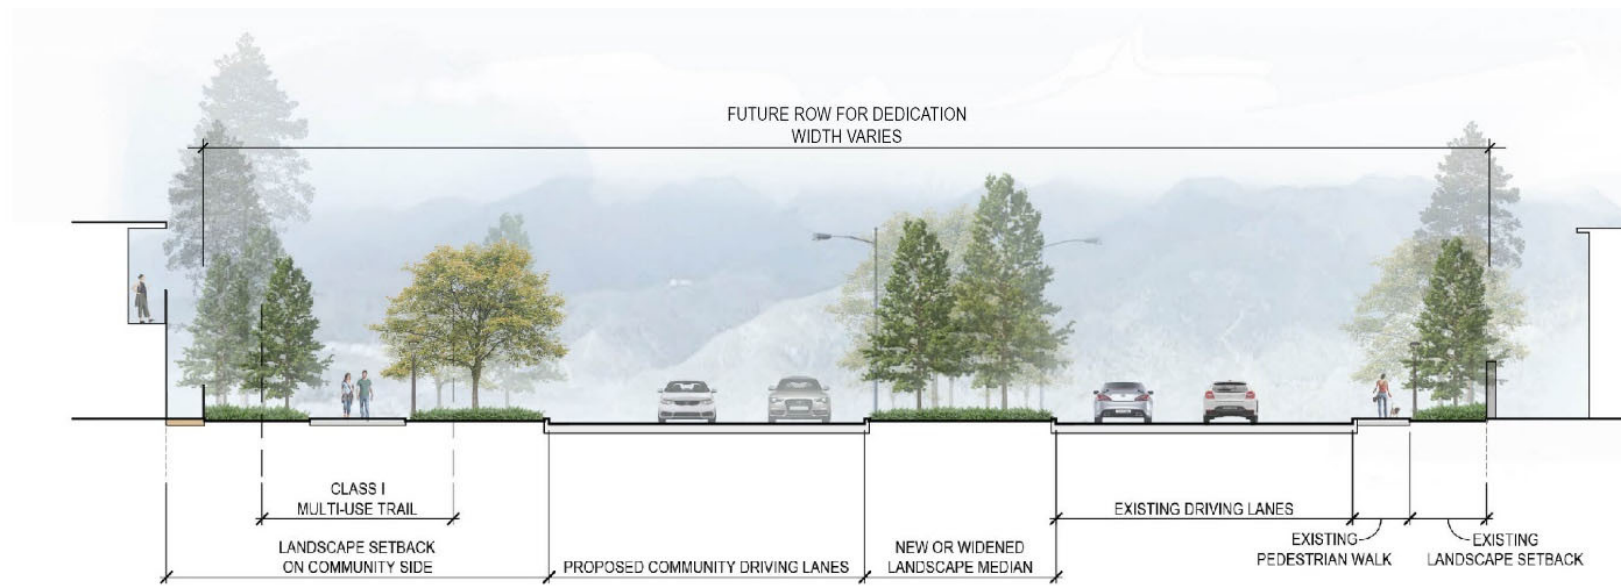 FUTURE ROW FOR DEDICATION
WIDTH VARIES
CLASS I
MULTI-USE TRAIL
LANDSCAPE SETBACK
ON COMMUNITY SIDE
PROPOSED COMMUNITY DRIVING LANES
NEW OR WIDENED
LANDSCAPE MEDIAN
EXISTING DRIVING LANES
EXISTING
PEDESTRIAN WALK
EXISTING
LANDSCAPE SETBACK